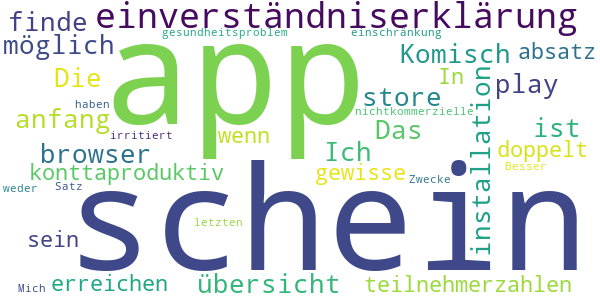 finde einverständniserklärung
gesundheitsproblem einschränkung
möglich app Komisch absatz
Die In play
haben store
nichtkommerzielle
anfang irritiert wenn Das ist
browser Ich doppelt
konttaproduktiv gewisse Besser
weder Satz schein Zwecke installation
letzten
sein
Mich erreichen übersicht teilnehmerzahlen